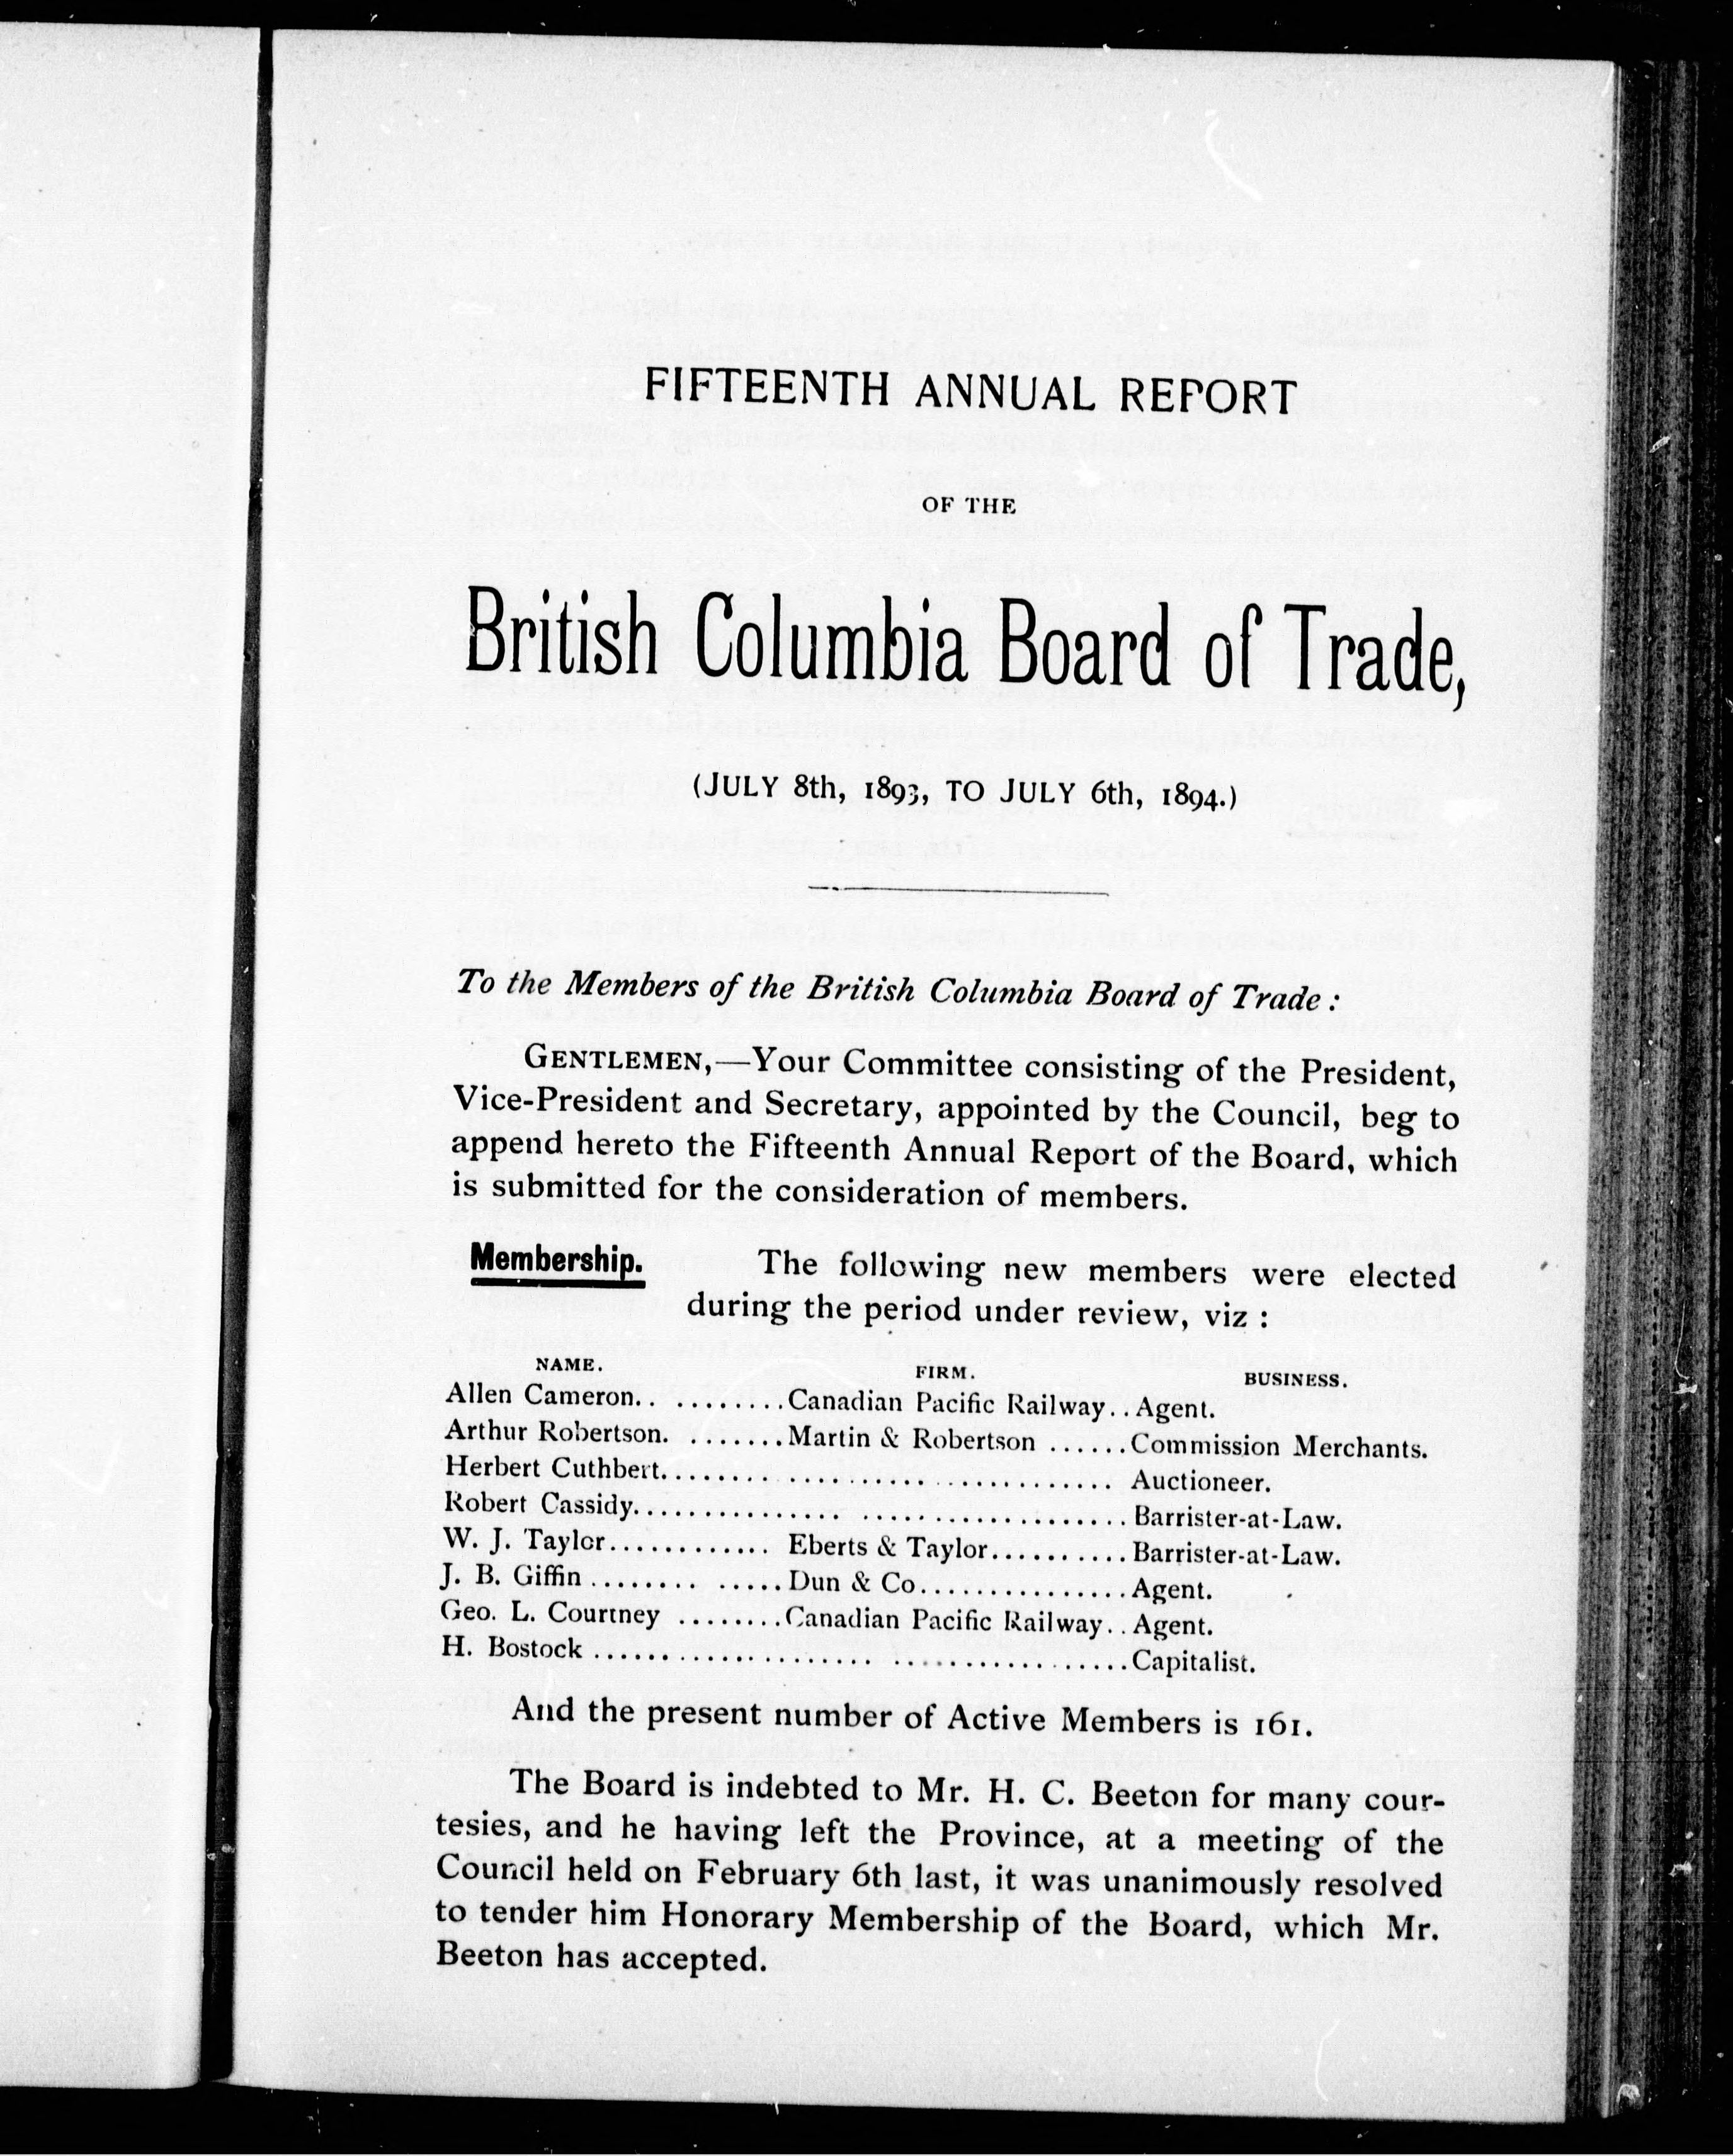 FIFTEENTH ANNUAL REPORT
OF THE
British Columbia Board of Trade,
(JULY 8th, 1893, TO JULY 6th, 1894.)
To the Members of the British Columbia Board of Trade :
GENTLEMEN,—Your Committee consisting of the President,
Vice-President and Secretary, appointed by the Council, beg to
append hereto the Fifteenth Annual Report of the Board, which
is submitted for the consideration of members.
Membership. The following new members were elected
during the period under review, viz :
NAME. FIRM. BUSINESS.
Allen Cameron.. ........Canadian Pacific Railway..Agent.
Arthur Robertson. .......Martin & Robertson ......Commission Merchants.
Herbert Cuthbert.................................. Auctioneer.
Robert Cassidy................ ....................Barrister-at-Law.
W. J. Taylor............ Eberts & Taylor..........Barrister-at-Law.
J. B. Giffin ........ .....Dun & Co................Agent.
Geo. L. Courtney ........Canadian Pacific Railway..Agent.
H. Bostock ..................... ..................Capitalist.
And the present number of Active Members is 161.
The Board is indebted to Mr. H. C. Beeton for many cour-
tesies, and he having left the Province, at a meeting of the
Council held on February 6th last, it was unanimously resolved
to tender him Honorary Membership of the Board, which Mr.
Beeton has accepted.